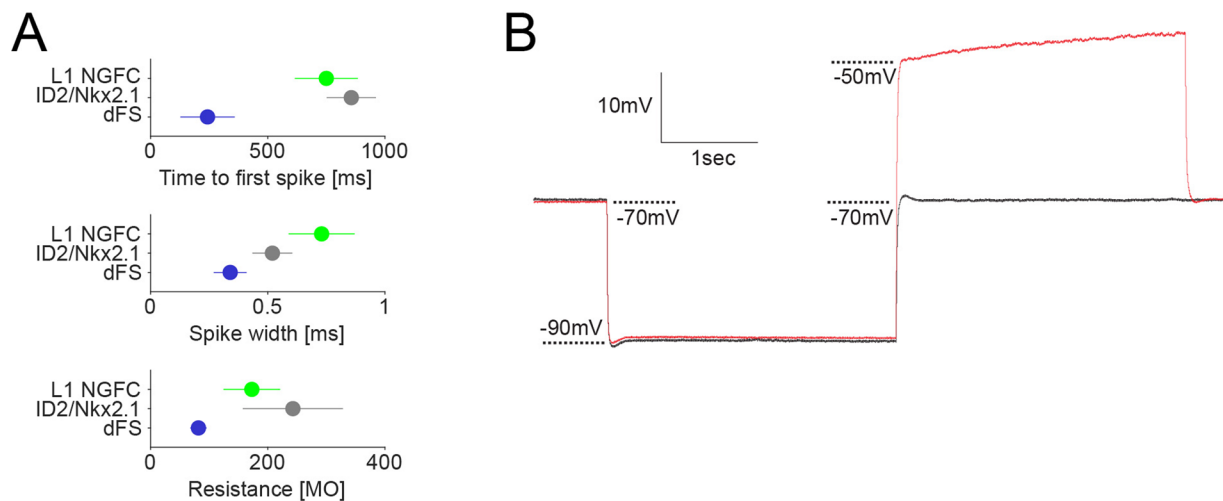 A
L1 NGFC
ID2/Nkx2.1
dFS
0 500 1000
Time to first spike [ms]
L1 NGFC
ID2/Nkx2.1
dFS
0 0.5 1
Spike width [ms]
L1 NGFC
ID2/Nkx2.1
dFS
0 200 400
Resistance [MO]
B
-50mV
10mV
1sec
-70mV
-70mV
-90mV